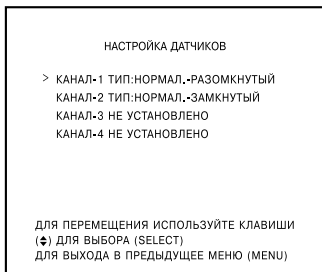 НАСТРОЙКА ДАТЧИКОВ
> КАНАЛ-1 ТИП:НОРМАЛ.-РАЗОМКНУТЫЙ
КАНАЛ-2 ТИП:НОРМАЛ.-ЗАМКНУТЫЙ
КАНАЛ-3 НЕ УСТАНОВЛЕНО
КАНАЛ-4 НЕ УСТАНОВЛЕНО
ДЛЯ ПЕРЕМЕЩЕНИЯ ИСПОЛЬЗУЙТЕ КЛАВИШИ
(♦) ДЛЯ ВЫБОРА (SELECT)
ДЛЯ ВЫХОДА В ПРЕДЫДУЩЕЕ МЕНЮ (MENU)